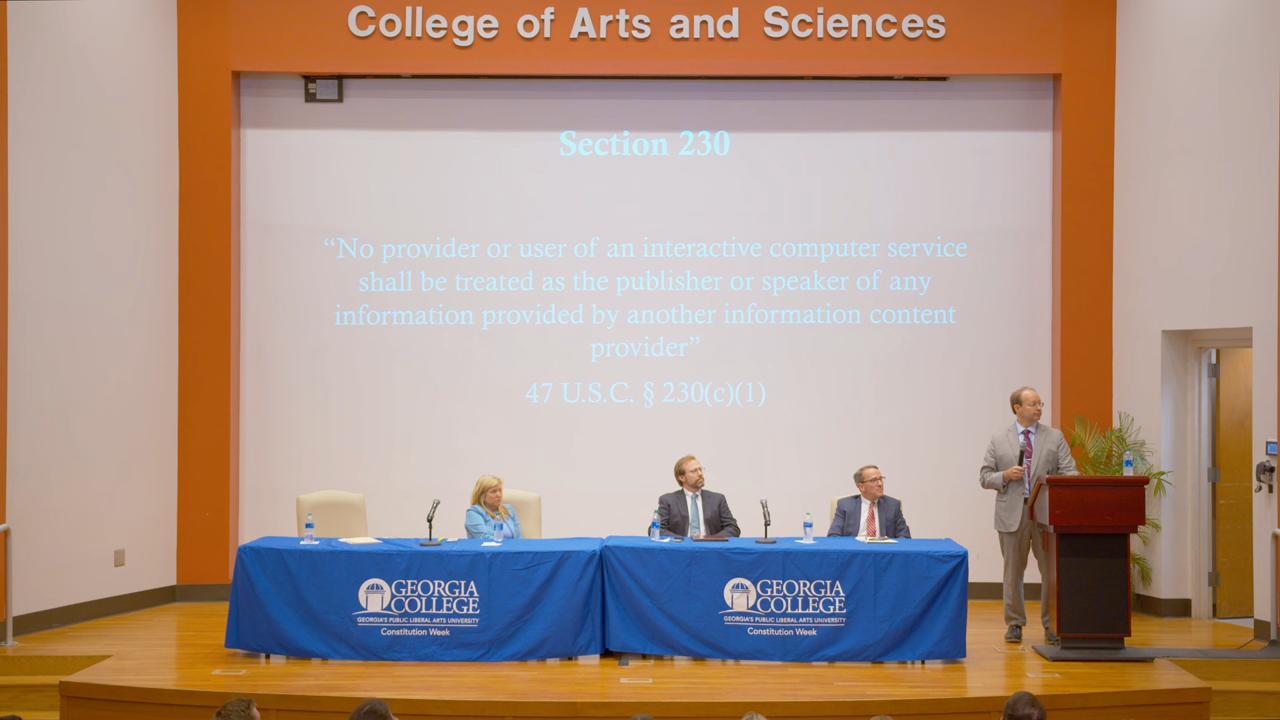 College of Arts and Sciences
Section 230
“No provider or user of an interactive computer service
shall be treated as the publisher or speaker of any
information provided by another information content
provider”
47 U.S.C. § 230(c)(1)
GEORGIA
COLLEGE
GEORGIA'S PUBLIC LIBERAL ARTS UNIVERSITY
Constitution Week
GEORGIA
COLLEGE
GEORGIA'S PUBLIC LIBERAL ARTS UNIVERSITY
Constitution Week